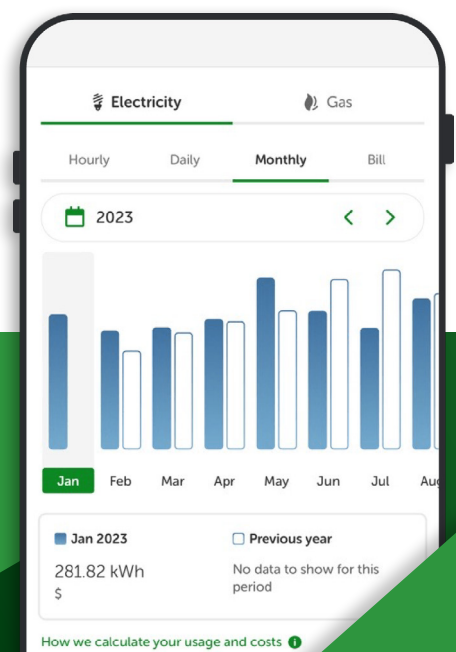 Electricity Gas
Hourly Daily Monthly Bill
2023
Jan Feb Mar Apr May Jun Jul
Jan 2023 Previous year
281.82 kWh No data to show for this
$ period
How we calculate your usage and costs